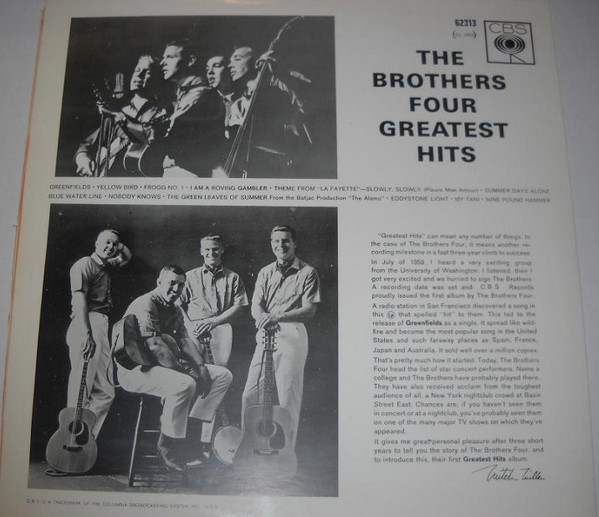 62313
CBS
THE
BROTHERS
FOUR
GREATEST
HITS
GREENFIELDS • YELLOW BIRD • FROGG NO. 1 • I AM A ROVING GAMBLER • THEME FROM "LA FAYETTE"—SLOWLY, SLOWLY (Pleure Mon Amour) • SUMMER DAYS ALONE
BLUE WATER LINE • NOBODY KNOWS • THE GREEN LEAVES OF SUMMER From the Batjac Production "The Alamo" • EDDYSTONE LIGHT • MY TANI • NINE POUND HAMMER
"Greatest Hits" can mean any number of things. In
the case of The Brothers Four, it means another re-
cording milestone in a fast three-year climb to success.
In July of 1959 I heard a very exciting group
from the University of Washington. I listened, then I
got very excited and we hurried to sign The Brothers.
A recording date was set and CBS Records
proudly issued the first album by The Brothers Four.
A radio station in San Francisco discovered a song in
this LP that spelled "hit" to them. This led to the
release of Greenfields as a single. It spread like wild-
fire and became the most popular song in the United
States and such faraway places as Spain, France,
Japan and Australia. It sold well over a million copies.
That's pretty much how it started. Today, The Brothers
Four head the list of star concert performers. Name a
college and The Brothers have probably played there.
They have also received acclaim from the toughest
audience of all, a New York nightclub crowd at Basin
Street East. Chances are, if you haven't seen them
in concert or at a nightclub, you've probably seen them
on one of the many major TV shows on which they've
appeared.
It gives me great personal pleasure after three short
years to tell you the story of The Brothers Four, and
to introduce this, their first Greatest Hits album.
Mitch Miller
C.B.S. IS A TRADEMARK OF THE COLUMBIA BROADCASTING SYSTEM INC.